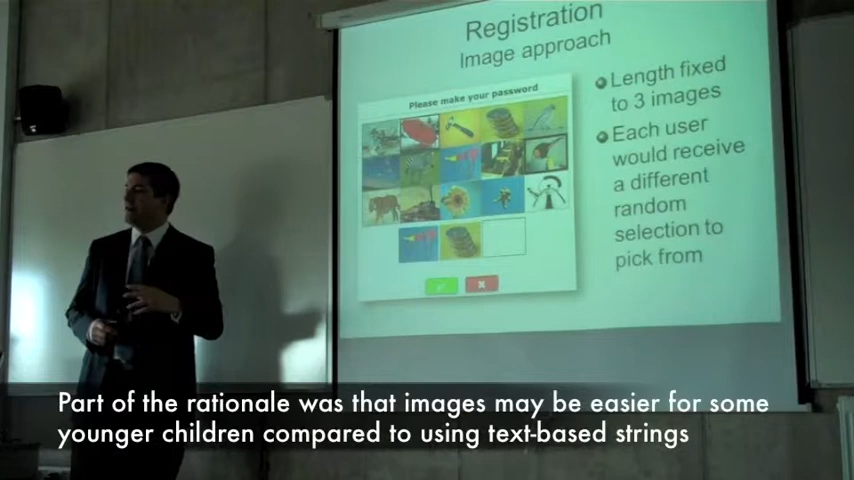 Registration
Image approach
Please make your password
Length fixed
to 3 images
Each user
would receive
a different
random
selection to
pick from
Part of the rationale was that images may be easier for some
younger children compared to using text-based strings